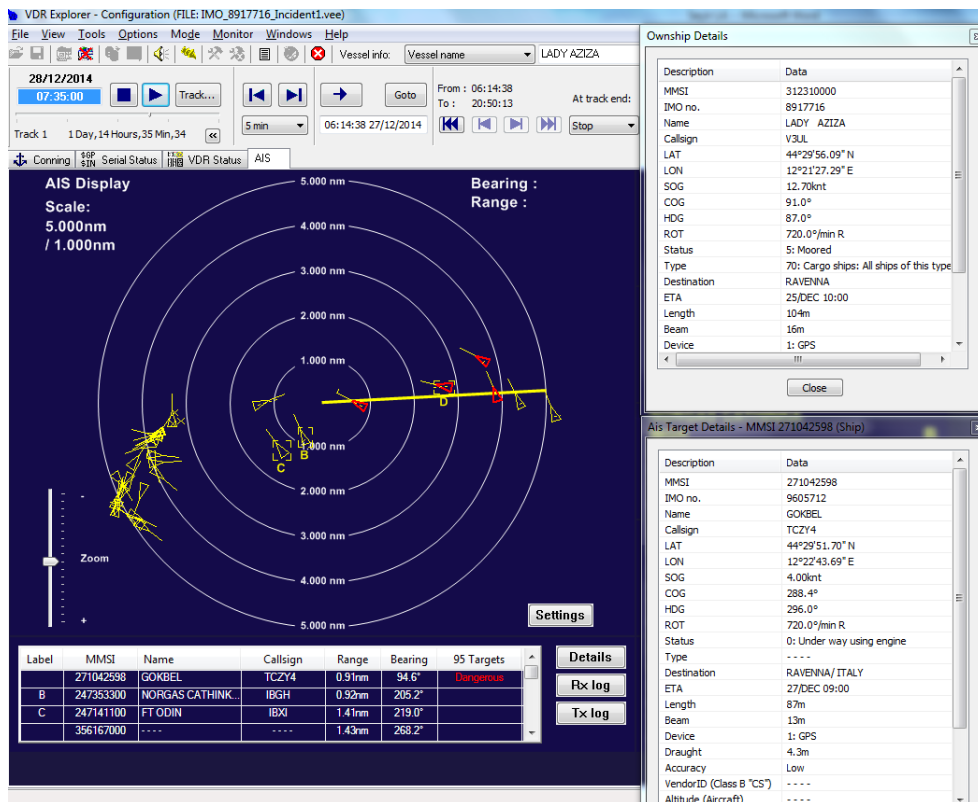 VDR Explorer - Configuration (FILE: IMO_8917716_Incident1.vee)
File View Tools Options Mode Monitor Windows Help
Vessel info: Vessel name LADY AZIZA
28/12/2014
07:35:00
Track...
Goto
From : 06:14:38
To : 20:50:13
At track end:
Track 1 1 Day,14 Hours,35 Min,34
5 min
06:14:38 27/12/2014
Stop
Conning Serial Status VDR Status AIS
AIS Display
Scale:
5.000nm
/ 1.000nm
Bearing :
Range :
5.000 nm
4.000 nm
3.000 nm
2.000 nm
1.000 nm
D
B
C
2.000 nm
3.000 nm
4.000 nm
5.000 nm
-
Zoom
+
Settings
Label MMSI Name Callsign Range Bearing 95 Targets
271042598 GOKBEL TCZY4 0.91nm 94.6° Dangerous
B 247353300 NORGAS CATHINK... IBGH 0.92nm 205.2°
C 247141100 FT ODIN IBXI 1.41nm 219.0°
356167000 - - - - - - - - 1.43nm 268.2°
Details
Rx log
Tx log
Ownship Details
Description Data
MMSI 312310000
IMO no. 8917716
Name LADY AZIZA
Callsign V3UL
LAT 44°29'56.09" N
LON 12°21'27.29" E
SOG 12.70knt
COG 91.0°
HDG 87.0°
ROT 720.0°/min R
Status 5: Moored
Type 70: Cargo ships: All ships of this type
Destination RAVENNA
ETA 25/DEC 10:00
Length 104m
Beam 16m
Device 1: GPS
Close
Ais Target Details - MMSI 271042598 (Ship)
Description Data
MMSI 271042598
IMO no. 9605712
Name GOKBEL
Callsign TCZY4
LAT 44°29'51.70" N
LON 12°22'43.69" E
SOG 4.00knt
COG 288.4°
HDG 296.0°
ROT 720.0°/min R
Status 0: Under way using engine
Type - - - -
Destination RAVENNA/ ITALY
ETA 27/DEC 09:00
Length 87m
Beam 13m
Device 1: GPS
Draught 4.3m
Accuracy Low
VendorID (Class B "CS") - - - -
Altitude (Aircraft) - - - -